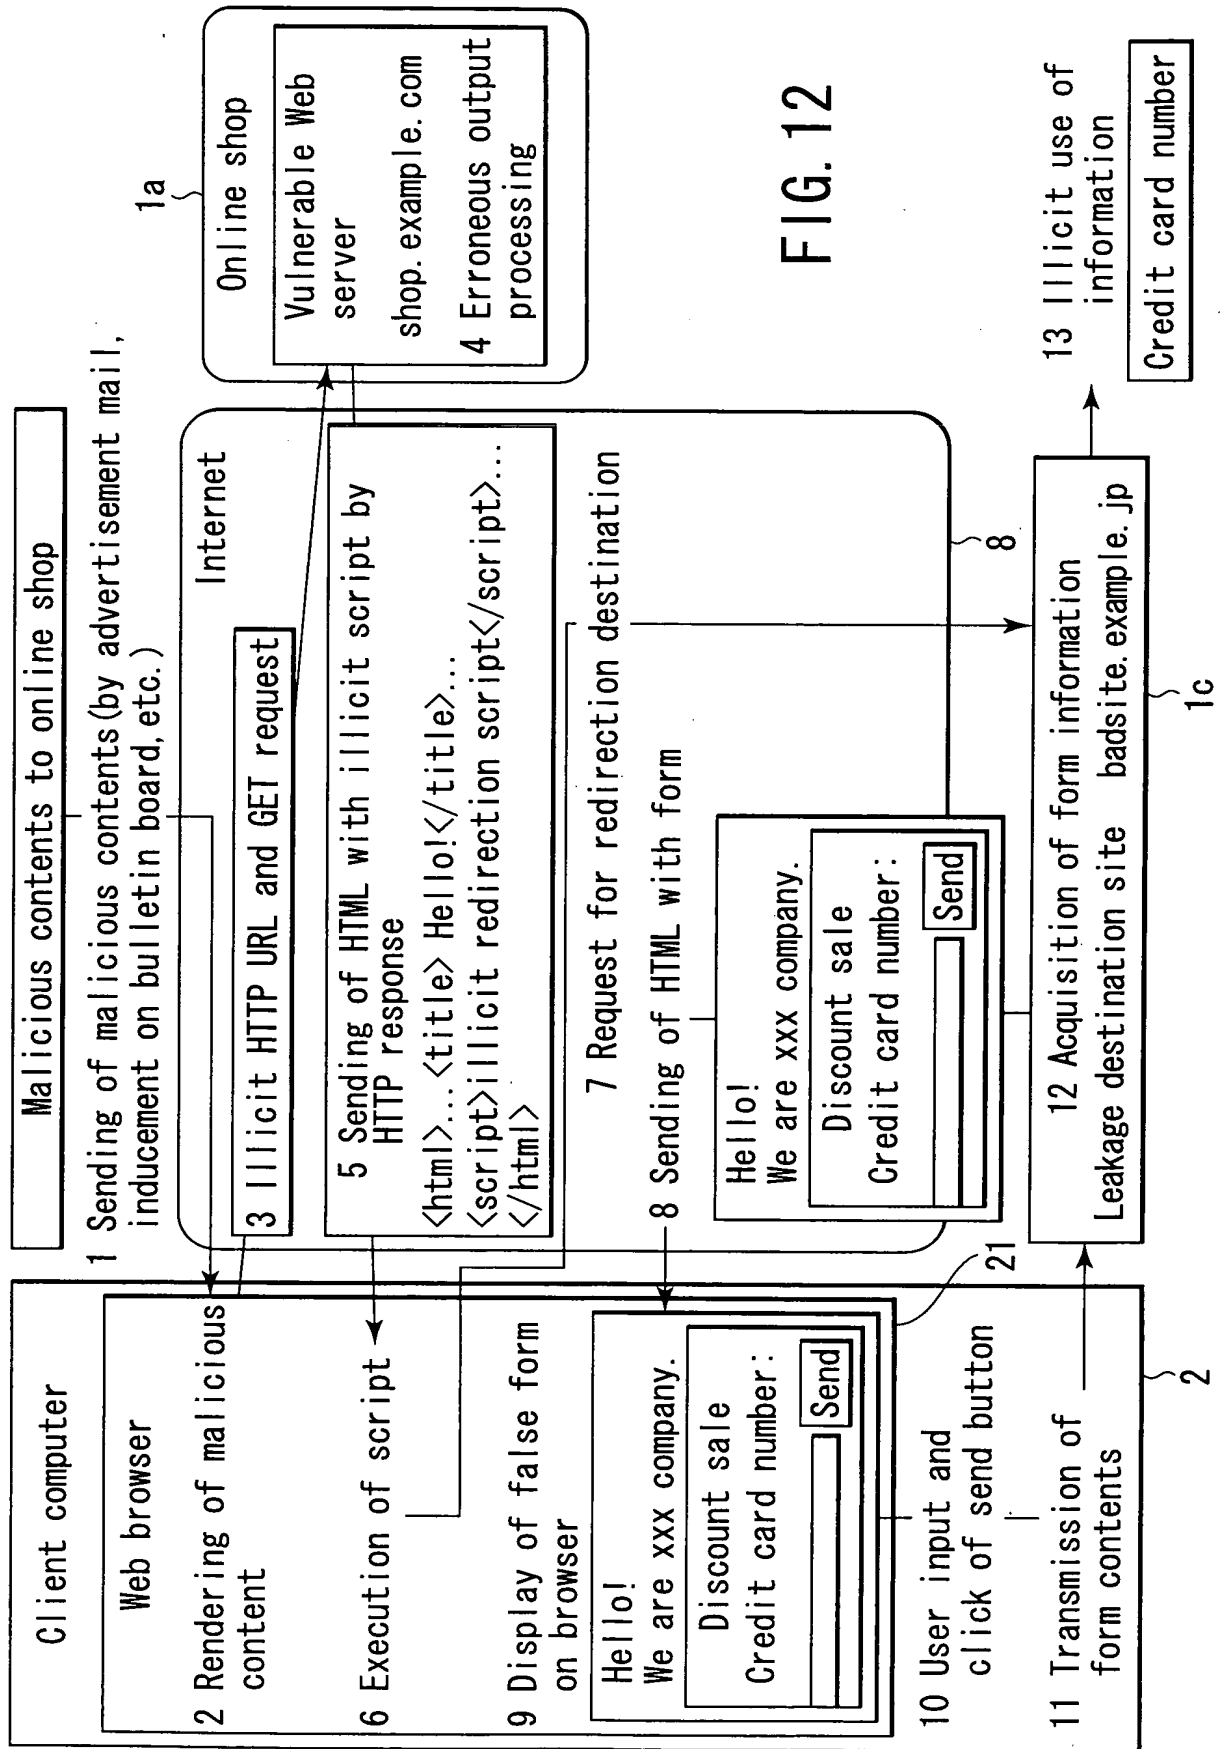 Malicious contents to online shop
1 Sending of malicious contents(by advertisement mail,
inducement on bulletin board,etc.)
Client computer
Web browser
2 Rendering of malicious
content
6 Execution of script
9 Display of false form
on browser
Hello!
We are xxx company.
Discount sale
Credit card number:
Send
21
10 User input and
click of send button
11 Transmission of
form contents
2
Internet
3 Illicit HTTP URL and GET request
5 Sending of HTML with illicit script by
HTTP response
<html>...<title> Hello!</title>...
<script>illicit redirection script</script>...
</html>
7 Request for redirection destination
8 Sending of HTML with form
Hello!
We are xxx company.
Discount sale
Credit card number:
Send
8
12 Acquisition of form information
Leakage destination site badsite.example.jp
1c
1a
Online shop
Vulnerable Web
server
shop.example.com
4 Erroneous output
processing
13 Illicit use of
information
Credit card number
FIG. 12